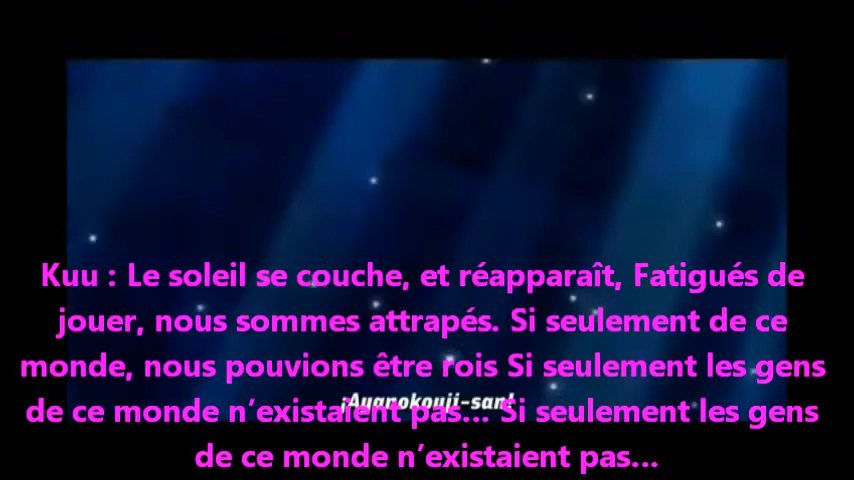 Kuu : Le soleil se couche, et réapparaît, Fatigués de
jouer, nous sommes attrapés. Si seulement de ce
monde, nous pouvions être rois Si seulement les gens
de ce monde n’existaient pas... Si seulement les gens
¡Ayanokouji-san!
de ce monde n’existaient pas...